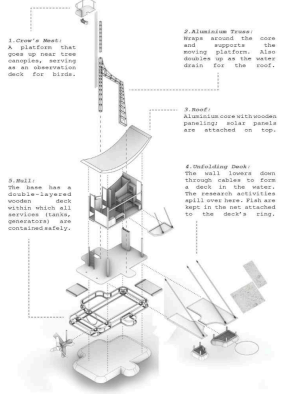 1.Crow's Nest:
A platform that
goes up near tree
canopies, serving
as an observation
deck for birds.
2.Aluminium Truss:
Wraps around the core
and supports the
moving platform. Also
doubles up as the water
drain for the roof.
3.Roof:
Aluminium core with wooden
paneling; solar panels
are attached on top.
4.Unfolding Deck:
The wall lowers down
through cables to form
a deck in the water.
The research activities
spill over here. Fish are
kept in the net attached
to the deck's ring.
5.Hull:
The base has a
double-layered
wooden deck
within which all
services (tanks,
generators) are
contained safely.